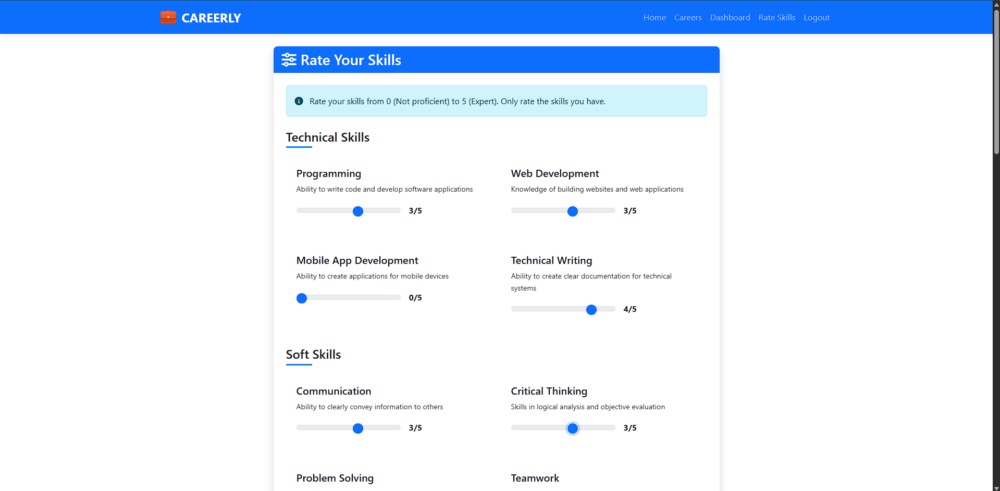 CAREERLY
Home Careers Dashboard Rate Skills Logout
Rate Your Skills
Rate your skills from 0 (Not proficient) to 5 (Expert). Only rate the skills you have.
Technical Skills
Programming
Ability to write code and develop software applications
3/5
Web Development
Knowledge of building websites and web applications
3/5
Mobile App Development
Ability to create applications for mobile devices
0/5
Technical Writing
Ability to create clear documentation for technical
systems
4/5
Soft Skills
Communication
Ability to clearly convey information to others
3/5
Critical Thinking
Skills in logical analysis and objective evaluation
3/5
Problem Solving
Teamwork